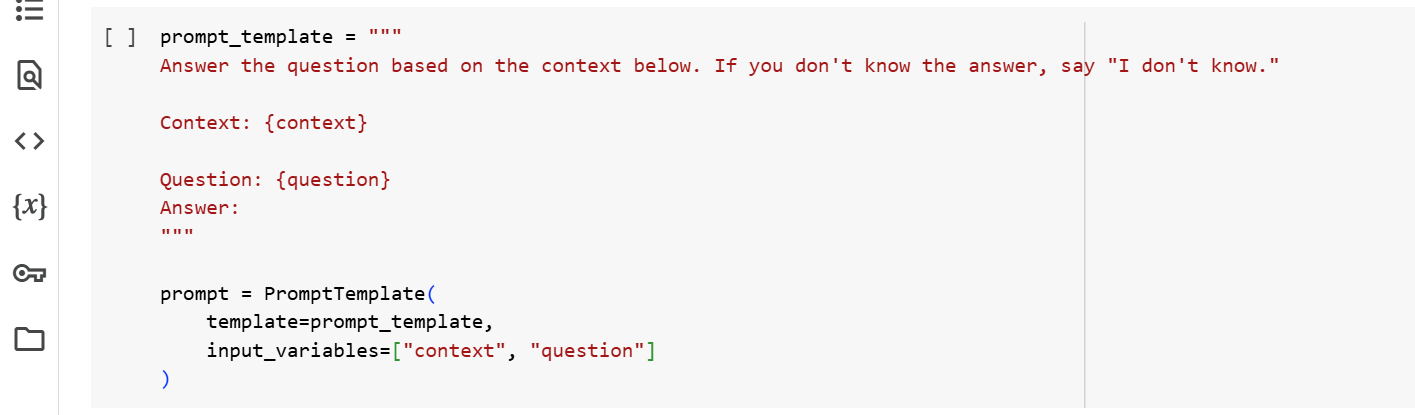 [ ] prompt_template = """
Answer the question based on the context below. If you don't know the answer, say "I don't know."
Context: {context}
Question: {question}
Answer:
"""
prompt = PromptTemplate(
    template=prompt_template,
    input_variables=["context", "question"]
)
{x}